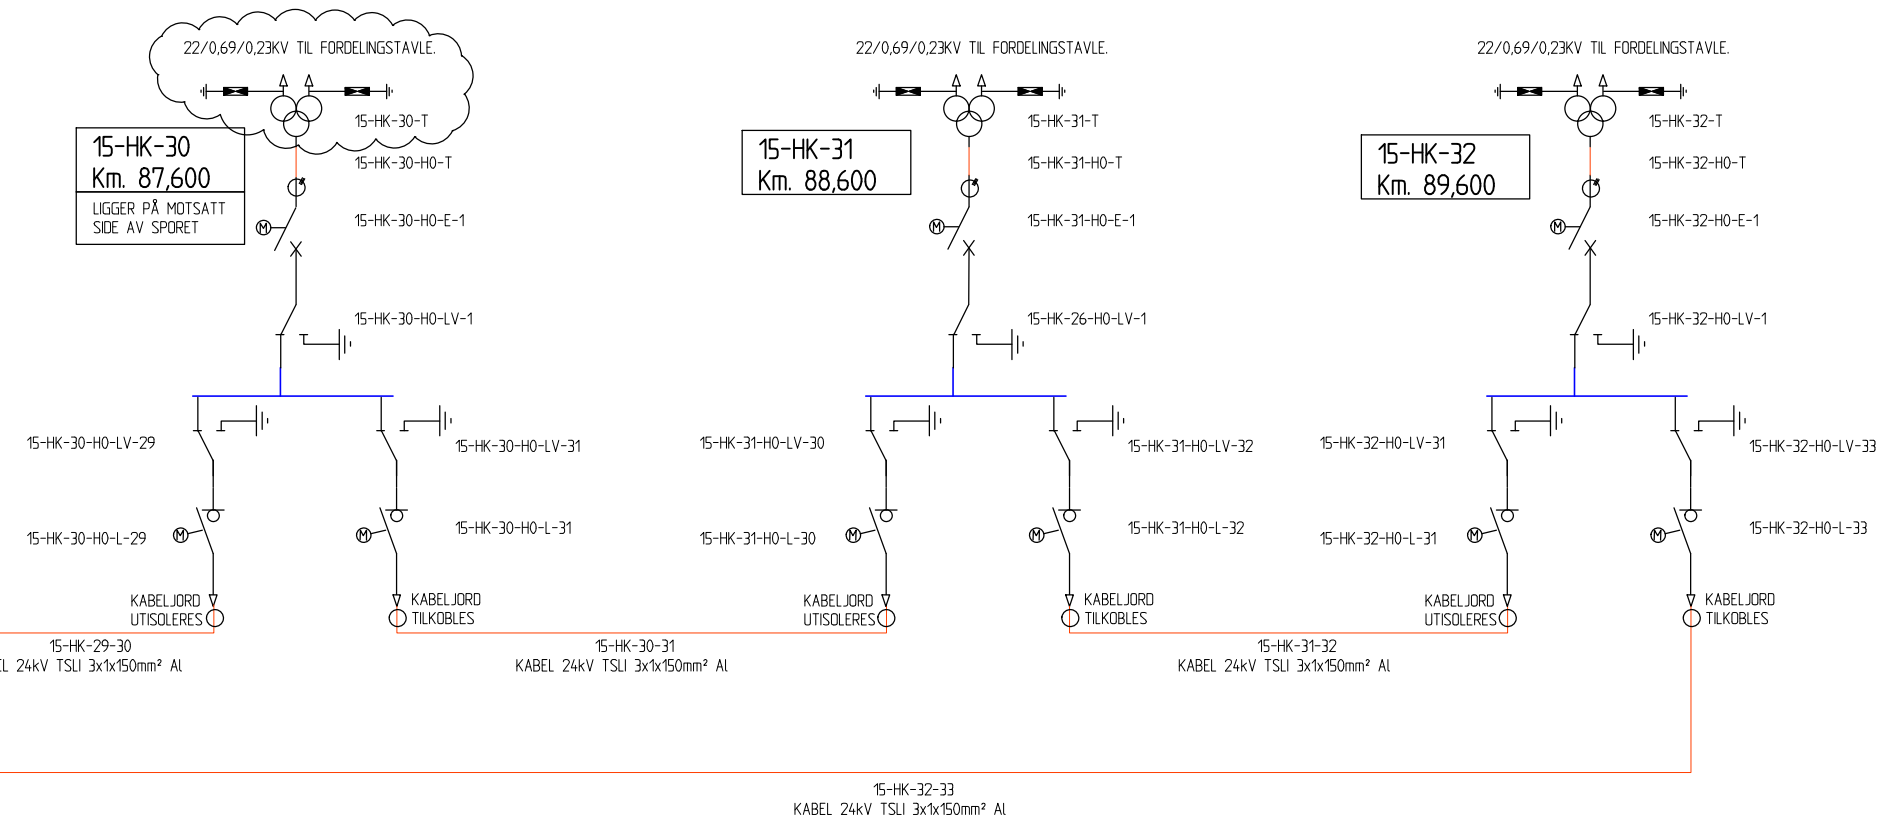 22/0,69/0,23KV TIL FORDELINGSTAVLE.
15-HK-30-T
15-HK-30
Km. 87,600
LIGGER PÅ MOTSATT
SIDE AV SPORET
15-HK-30-H0-T
15-HK-30-H0-E-1
M
15-HK-30-H0-LV-1
15-HK-30-H0-LV-29
15-HK-30-H0-LV-31
15-HK-30-H0-L-29
M
M
15-HK-30-H0-L-31
KABELJORD
UTISOLERES
KABELJORD
TILKOBLES
15-HK-29-30
EL 24kV TSLI 3x1x150mm² Al
15-HK-30-31
KABEL 24kV TSLI 3x1x150mm² Al
22/0,69/0,23KV TIL FORDELINGSTAVLE.
15-HK-31-T
15-HK-31
Km. 88,600
15-HK-31-H0-T
15-HK-31-H0-E-1
M
15-HK-26-H0-LV-1
15-HK-31-H0-LV-30
15-HK-31-H0-LV-32
15-HK-31-H0-L-30
M
M
15-HK-31-H0-L-32
KABELJORD
UTISOLERES
KABELJORD
TILKOBLES
15-HK-31-32
KABEL 24kV TSLI 3x1x150mm² Al
22/0,69/0,23KV TIL FORDELINGSTAVLE.
15-HK-32-T
15-HK-32
Km. 89,600
15-HK-32-H0-T
15-HK-32-H0-E-1
M
15-HK-32-H0-LV-1
15-HK-32-H0-LV-31
15-HK-32-H0-LV-33
15-HK-32-H0-L-31
M
M
15-HK-32-H0-L-33
KABELJORD
UTISOLERES
KABELJORD
TILKOBLES
15-HK-32-33
KABEL 24kV TSLI 3x1x150mm² Al